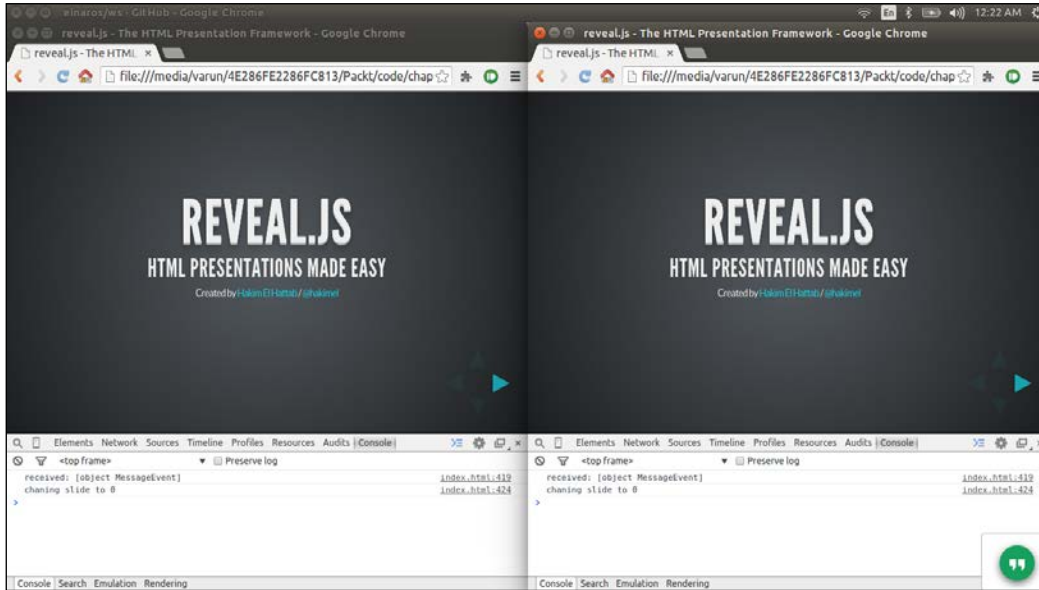 einaros/ws - GitHub - Google Chrome
En
12:22 AM
reveal.js - The HTML Presentation Framework - Google Chrome
reveal.js - The HTML
file:///media/varun/4E286FE2286FC813/Packt/code/chap
REVEAL.JS
HTML PRESENTATIONS MADE EASY
Created by Hakim El Hattab / @hakimel
Elements Network Sources Timeline Profiles Resources Audits Console
<top frame>
Preserve log
received: [object MessageEvent]
index.html:419
chaning slide to 0
index.html:424
Console Search Emulation Rendering
reveal.js - The HTML Presentation Framework - Google Chrome
reveal.js - The HTML
file:///media/varun/4E286FE2286FC813/Packt/code/chap
REVEAL.JS
HTML PRESENTATIONS MADE EASY
Created by Hakim El Hattab / @hakimel
Elements Network Sources Timeline Profiles Resources Audits Console
<top frame>
Preserve log
received: [object MessageEvent]
index.html:419
chaning slide to 0
index.html:424
Console Search Emulation Rendering